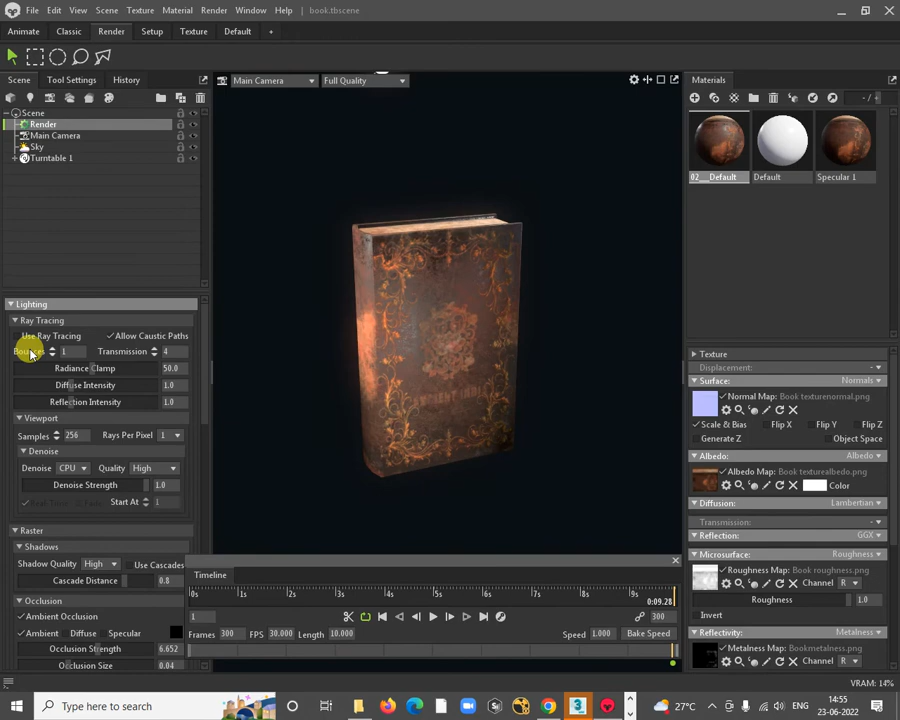 File Edit View Scene Texture Material Render Window Help book.tbscene
Animate Classic Render Setup Texture Default +
Scene Tool Settings History
Main Camera Full Quality
Materials
Scene
Render
Main Camera
Sky
Turntable 1
02__Default Default Specular 1
Lighting
Ray Tracing
Use Ray Tracing Allow Caustic Paths
Bounces 1 Transmission 4
Radiance Clamp 50.0
Diffuse Intensity 1.0
Reflection Intensity 1.0
Viewport
Samples 256 Rays Per Pixel 1
Denoise
Denoise CPU Quality High
Denoise Strength 1.0
Start At 1
Raster
Shadows
Shadow Quality High Use Cascades
Cascade Distance 0.8
Occlusion
Ambient Occlusion
Ambient Diffuse Specular
Occlusion Strength 6.652
Occlusion Size 0.04
Timeline
0s 1s 2s 3s 4s 5s 6s 7s 8s 9s
0:09.28
1 300
Frames 300 FPS 30.000 Length 10.000 Speed 1.000 Bake Speed
Texture
Displacement:
Surface: Normals
Normal Map: Book texturenormal.png
Scale & Bias Flip X Flip Y Flip Z
Generate Z Object Space
Albedo: Albedo
Albedo Map: Book texturealbedo.png
Color
Diffusion: Lambertian
Transmission:
Reflection: GGX
Microsurface: Roughness
Roughness Map: Book roughness.png
Channel R
Roughness 1.0
Invert
Reflectivity: Metalness
Metalness Map: Bookmetalness.png
Channel R
VRAM: 14%
Type here to search
27°C ENG 14:55
23-06-2022